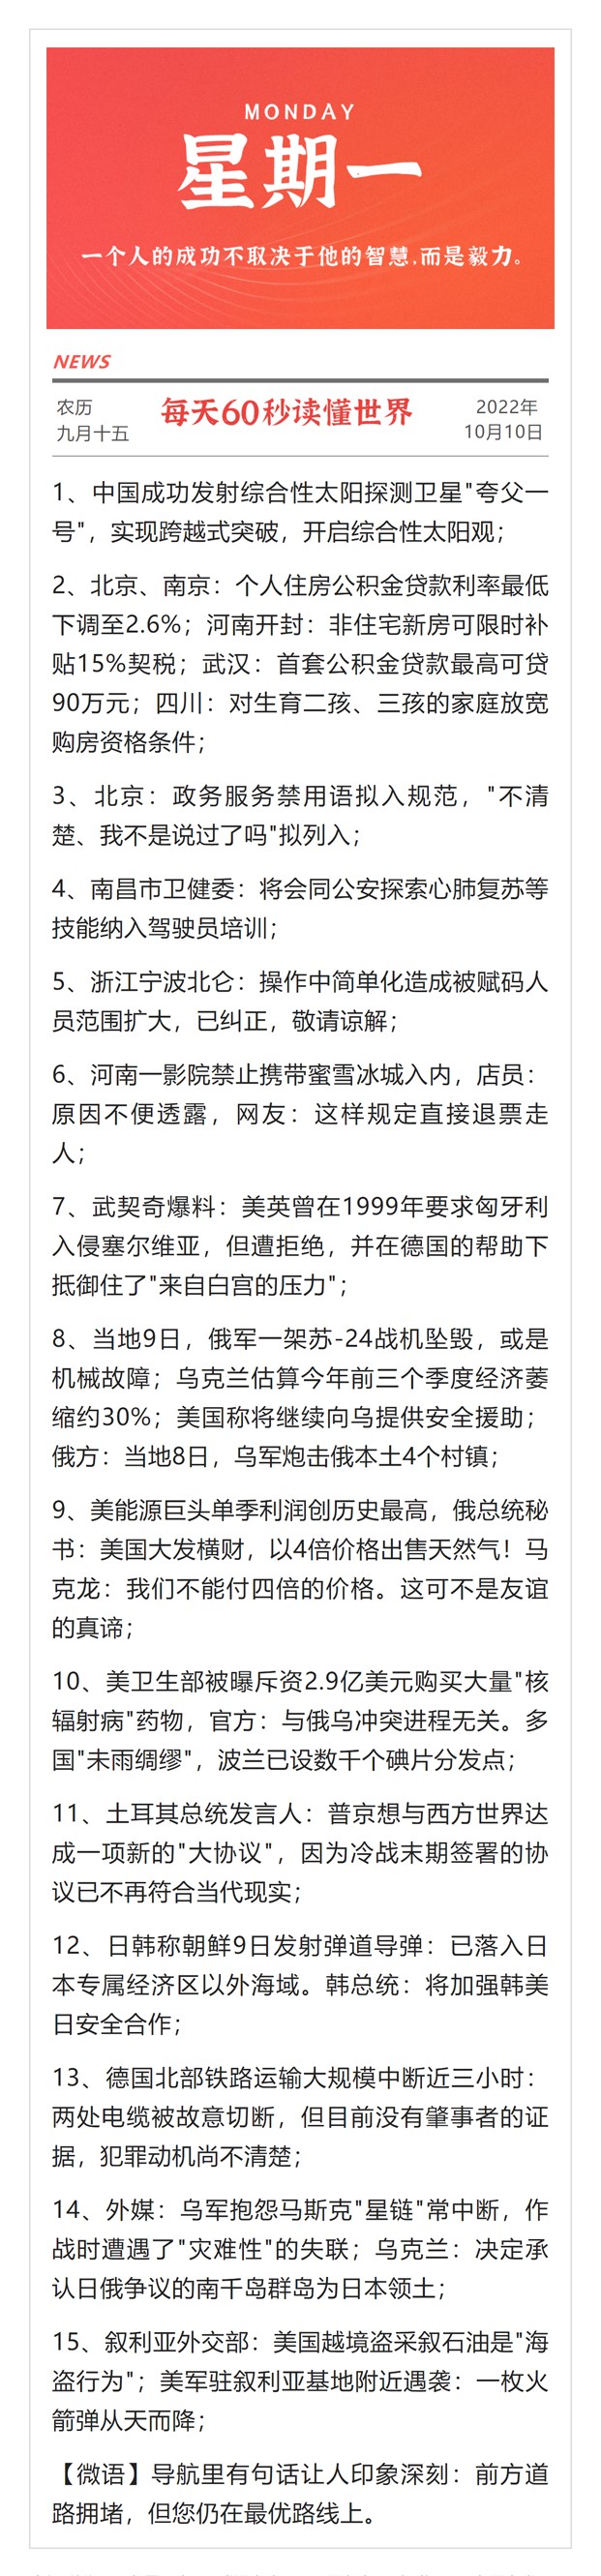 MONDAY
星期一
一个人的成功不取决于他的智慧,而是毅力。
NEWS
农历
九月十五
每天60秒读懂世界
2022年
10月10日
1、中国成功发射综合性太阳探测卫星"夸父一
号"，实现跨越式突破，开启综合性太阳观；
2、北京、南京：个人住房公积金贷款利率最低
下调至2.6%；河南开封：非住宅新房可限时补
贴15%契税；武汉：首套公积金贷款最高可贷
90万元；四川：对生育二孩、三孩的家庭放宽
购房资格条件；
3、北京：政务服务禁用语拟入规范，"不清
楚、我不是说过了吗"拟列入；
4、南昌市卫健委：将会同公安探索心肺复苏等
技能纳入驾驶员培训；
5、浙江宁波北仑：操作中简单化造成被赋码人
员范围扩大，已纠正，敬请谅解；
6、河南一影院禁止携带蜜雪冰城入内，店员：
原因不便透露，网友：这样规定直接退票走
人；
7、武契奇爆料：美英曾在1999年要求匈牙利
入侵塞尔维亚，但遭拒绝，并在德国的帮助下
抵御住了"来自白宫的压力"；
8、当地9日，俄军一架苏-24战机坠毁，或是
机械故障；乌克兰估算今年前三个季度经济萎
缩约30%；美国称将继续向乌提供安全援助；
俄方：当地8日，乌军炮击俄本土4个村镇；
9、美能源巨头单季利润创历史最高，俄总统秘
书：美国大发横财，以4倍价格出售天然气！马
克龙：我们不能付四倍的价格。这可不是友谊
的真谛；
10、美卫生部被曝斥资2.9亿美元购买大量"核
辐射病"药物，官方：与俄乌冲突进程无关。多
国"未雨绸缪"，波兰已设数千个碘片分发点；
11、土耳其总统发言人：普京想与西方世界达
成一项新的"大协议"，因为冷战末期签署的协
议已不再符合当代现实；
12、日韩称朝鲜9日发射弹道导弹：已落入日
本专属经济区以外海域。韩总统：将加强韩美
日安全合作；
13、德国北部铁路运输大规模中断近三小时：
两处电缆被故意切断，但目前没有肇事者的证
据，犯罪动机尚不清楚；
14、外媒：乌军抱怨马斯克"星链"常中断，作
战时遭遇了"灾难性"的失联；乌克兰：决定承
认日俄争议的南千岛群岛为日本领土；
15、叙利亚外交部：美国越境盗采叙石油是"海
盗行为"；美军驻叙利亚基地附近遇袭：一枚火
箭弹从天而降；
【微语】导航里有句话让人印象深刻：前方道
路拥堵，但您仍在最优路线上。